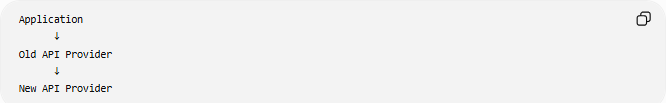 Application
↓
Old API Provider
↓
New API Provider